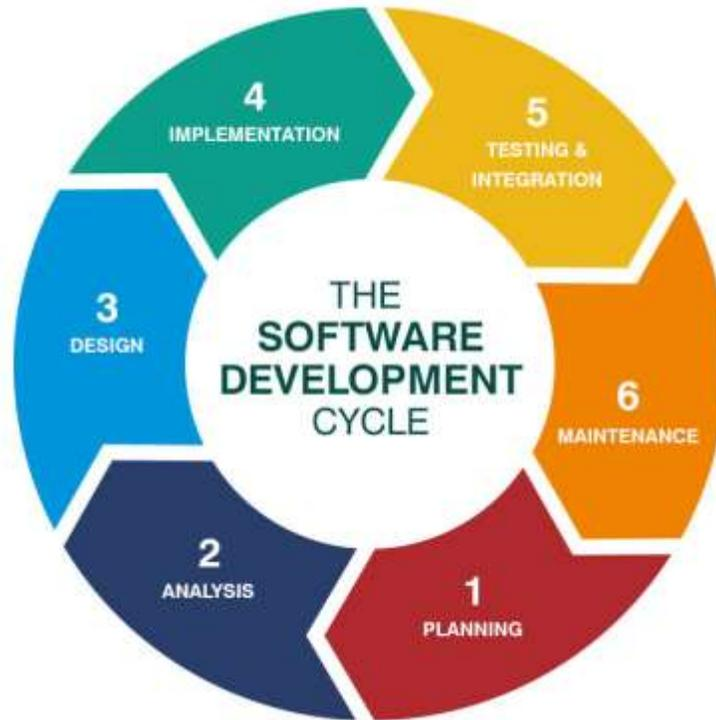 THE
SOFTWARE
DEVELOPMENT
CYCLE
1
PLANNING
2
ANALYSIS
3
DESIGN
4
IMPLEMENTATION
5
TESTING &
INTEGRATION
6
MAINTENANCE